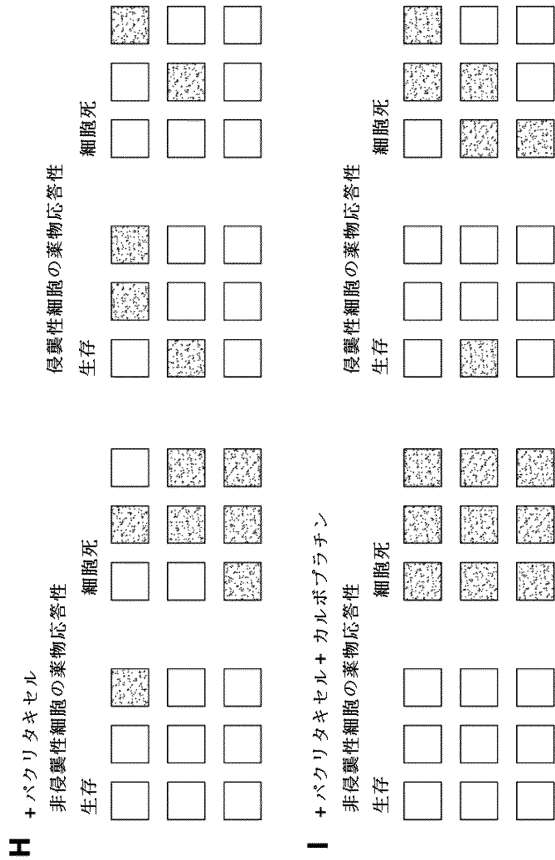 H
+パクリタキセル
非侵襲性細胞の薬物応答性
生存
細胞死
侵襲性細胞の薬物応答性
生存
細胞死
I
+パクリタキセル+カルボプラチン
非侵襲性細胞の薬物応答性
生存
細胞死
侵襲性細胞の薬物応答性
生存
細胞死